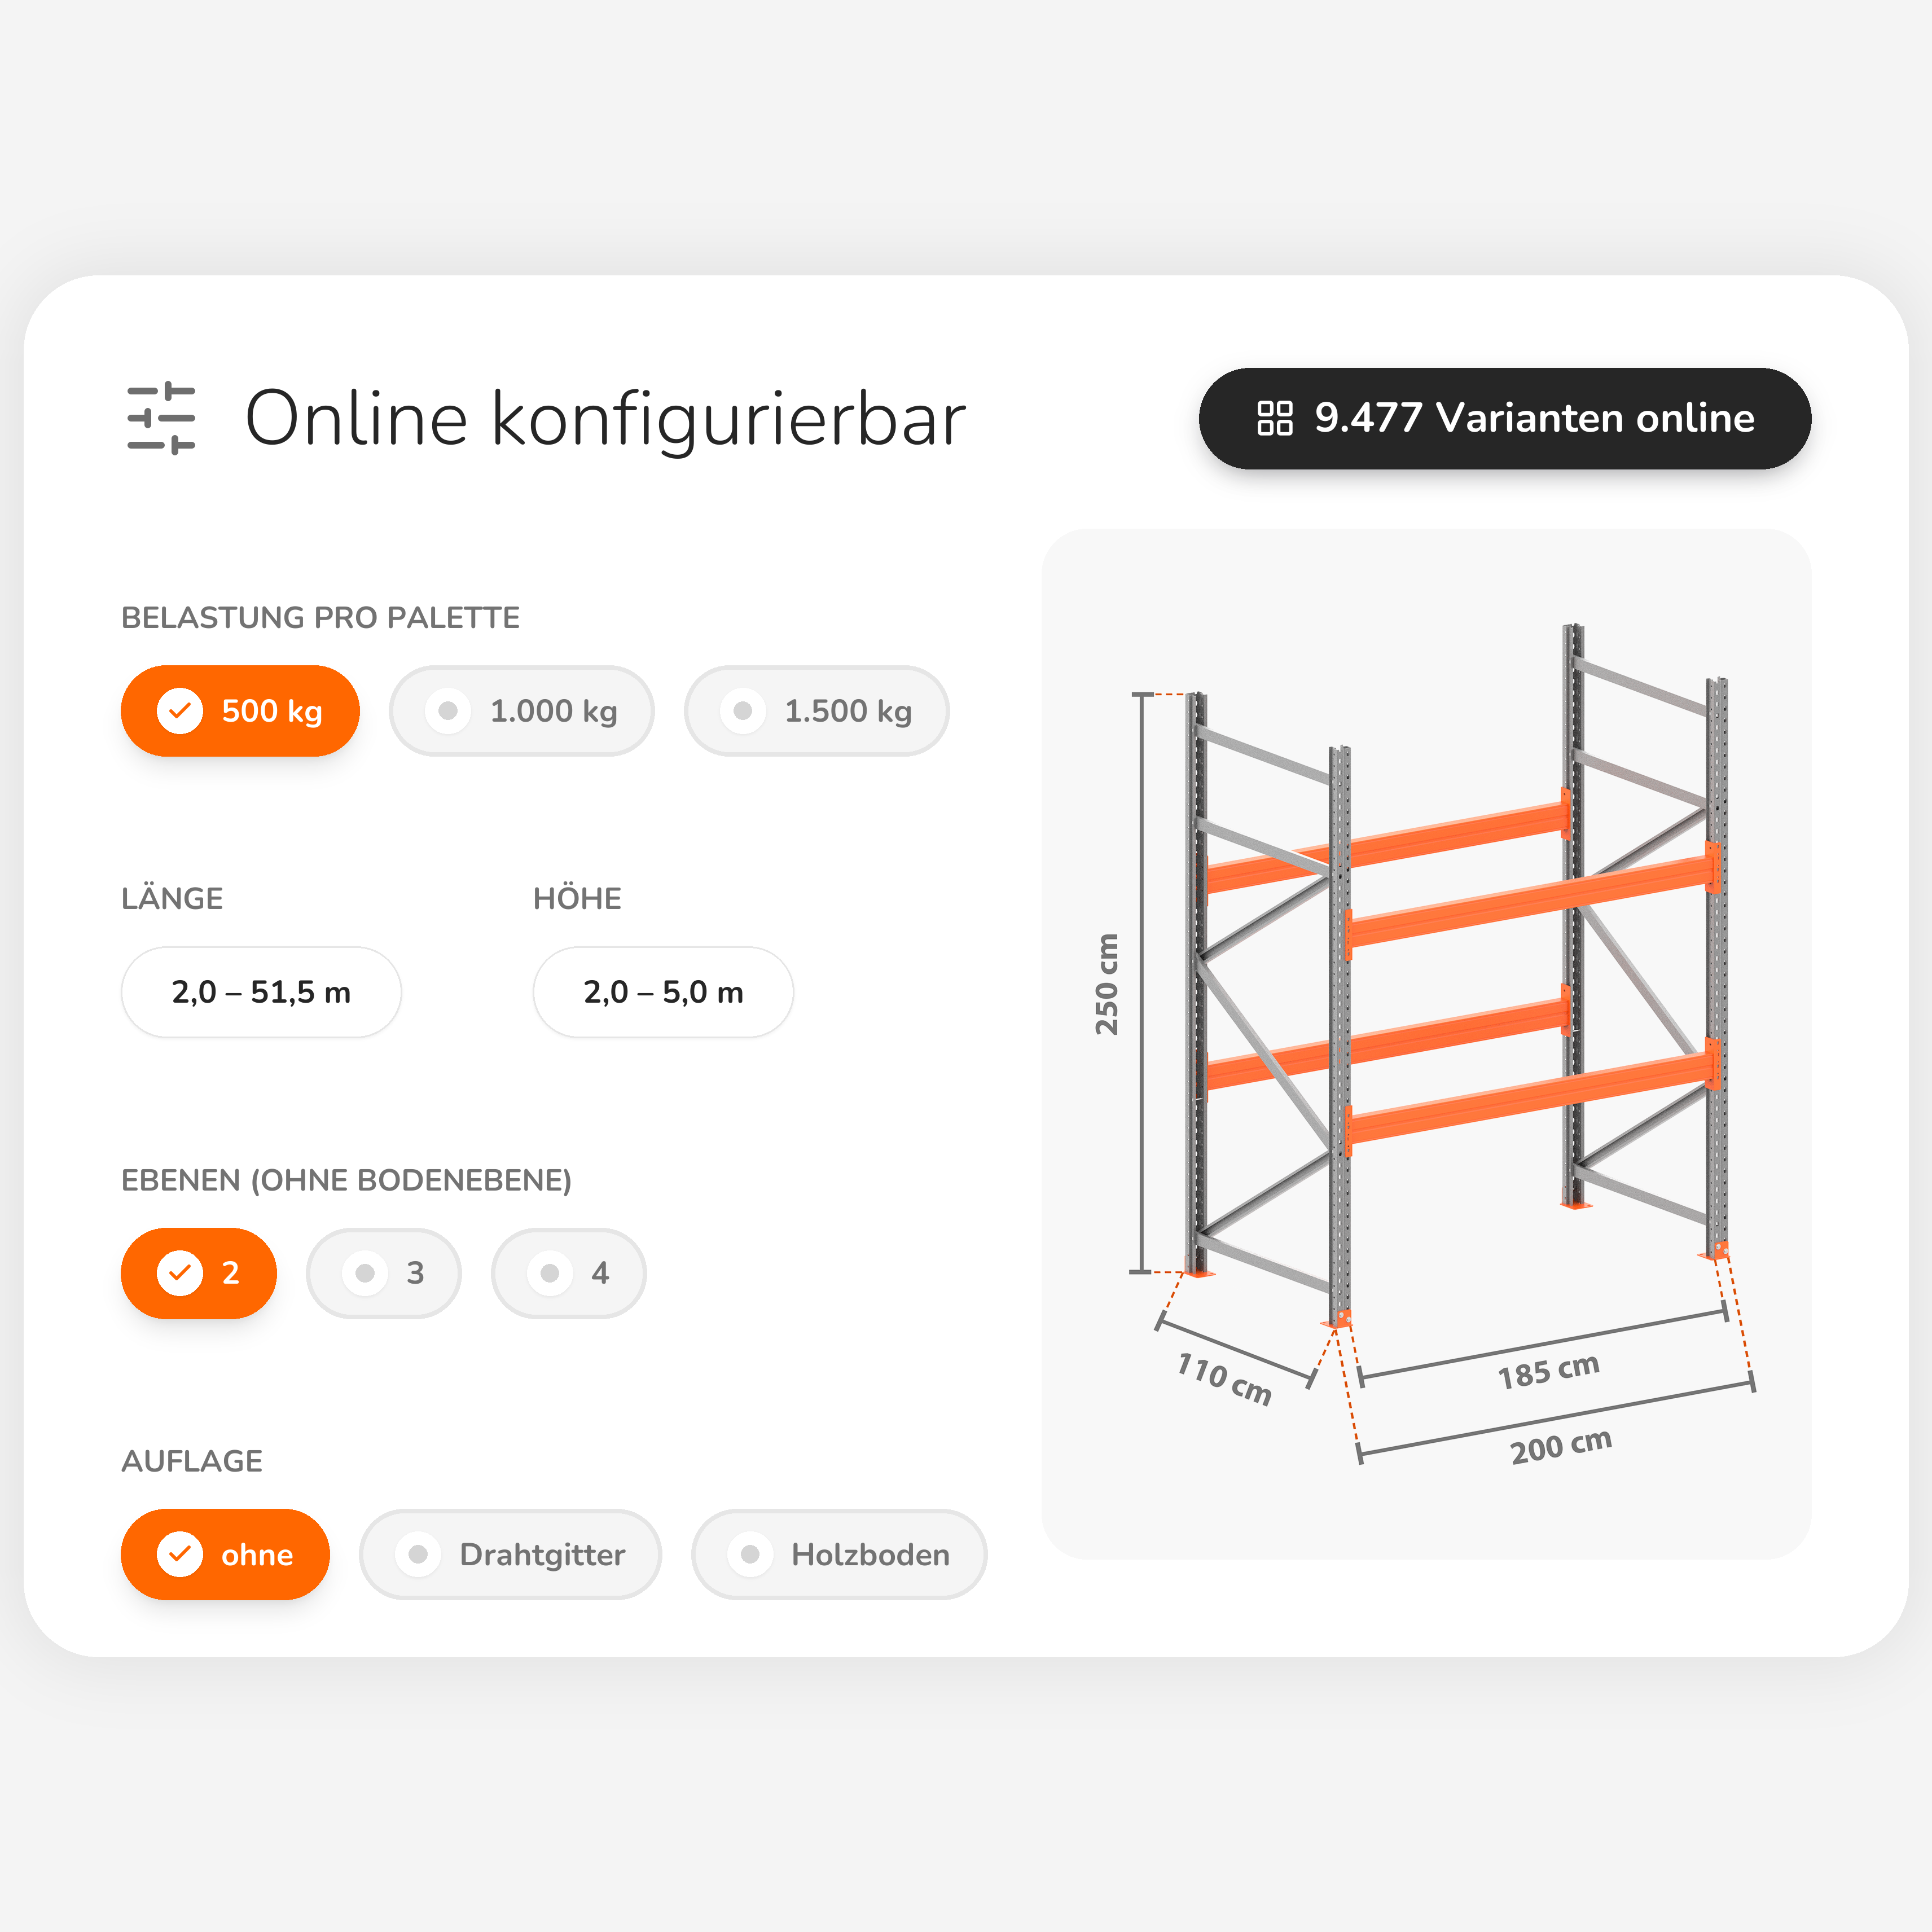 Online konfigurierbar
9.477 Varianten online
BELASTUNG PRO PALETTE
500 kg
1.000 kg
1.500 kg
LÄNGE
HÖHE
2,0 – 51,5 m
2,0 – 5,0 m
EBENEN (OHNE BODENEBENE)
2
3
4
AUFLAGE
ohne
Drahtgitter
Holzboden
250 cm
110 cm
185 cm
200 cm